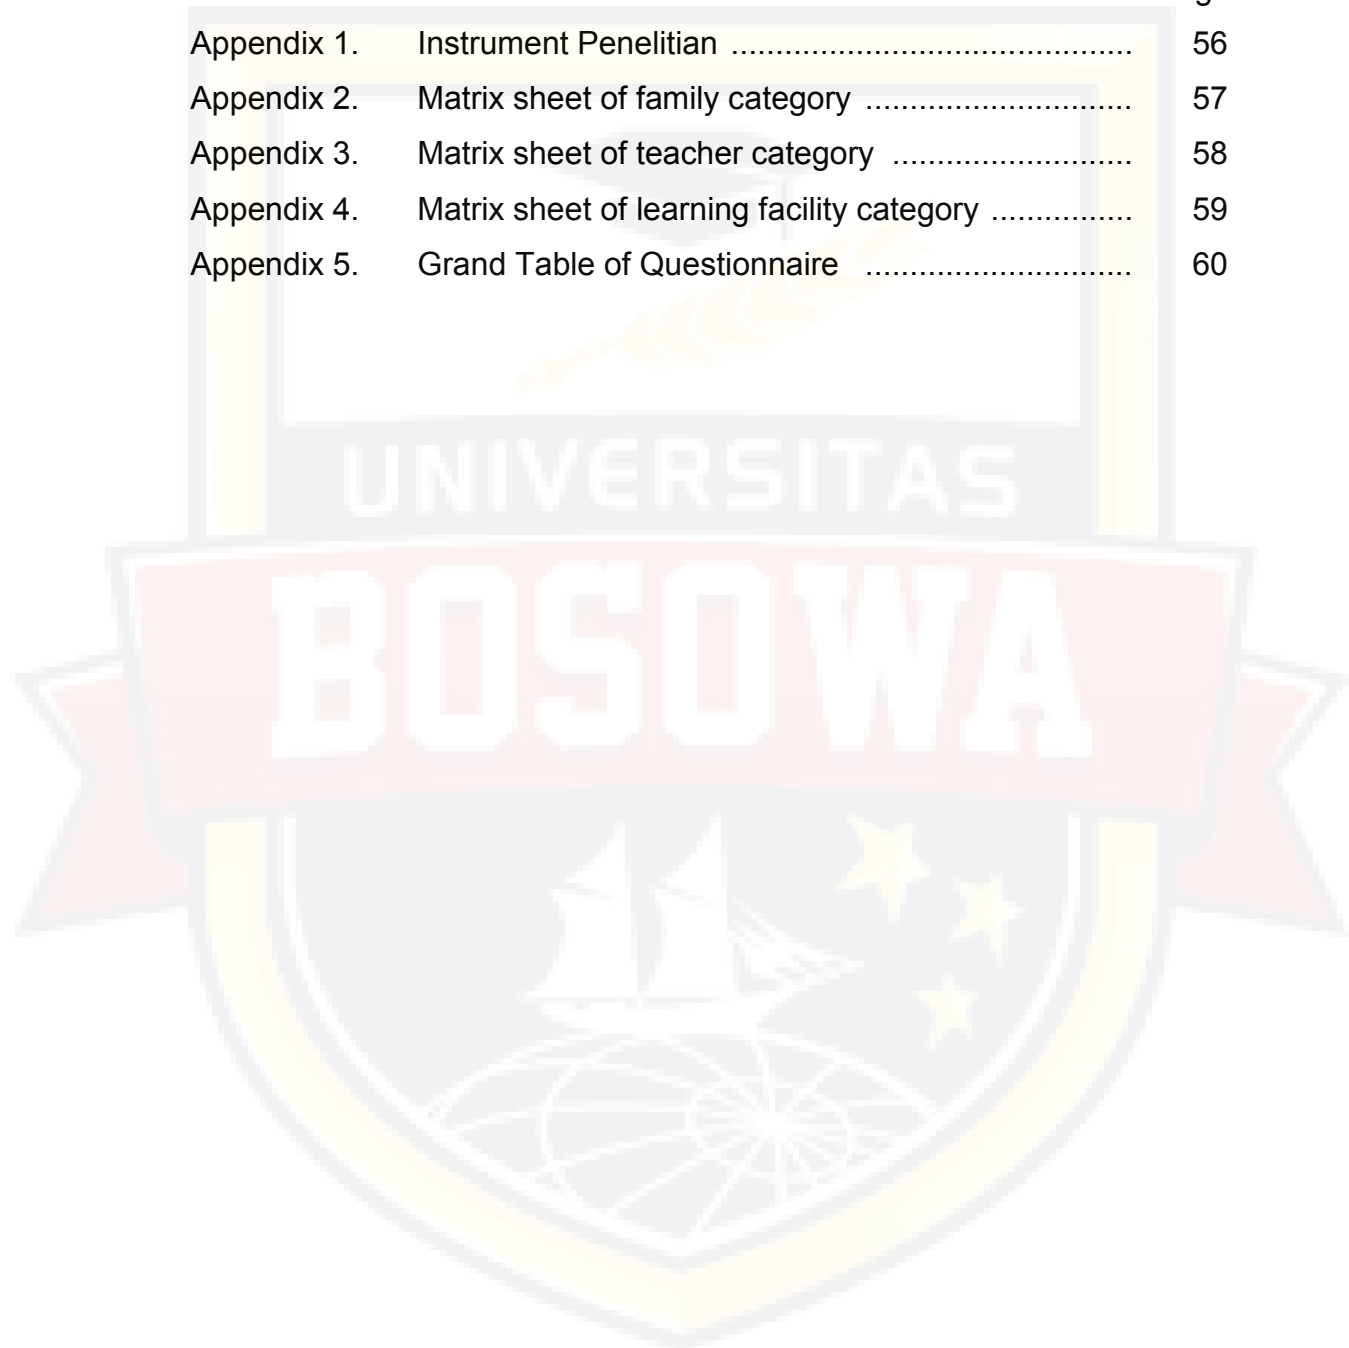 Appendix 1. Instrument Penelitian ............................................. 56
Appendix 2. Matrix sheet of family category .............................. 57
Appendix 3. Matrix sheet of teacher category ........................... 58
Appendix 4. Matrix sheet of learning facility category ................ 59
Appendix 5. Grand Table of Questionnaire .............................. 60
UNIVERSITAS
BOSOWA